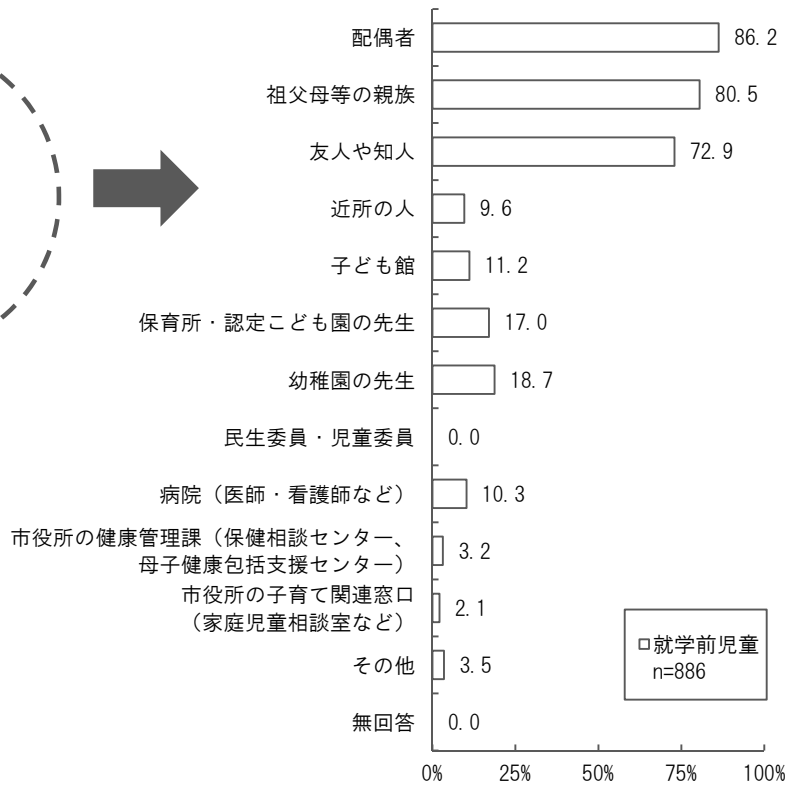 配偶者 86.2
祖父母等の親族 80.5
友人や知人 72.9
近所の人 9.6
子ども館 11.2
保育所・認定こども園の先生 17.0
幼稚園の先生 18.7
民生委員・児童委員 0.0
病院（医師・看護師など） 10.3
市役所の健康管理課（保健相談センター、
母子健康包括支援センター） 3.2
市役所の子育て関連窓口
（家庭児童相談室など） 2.1
その他 3.5
無回答 0.0
就学前児童
n=886
0% 25% 50% 75% 100%